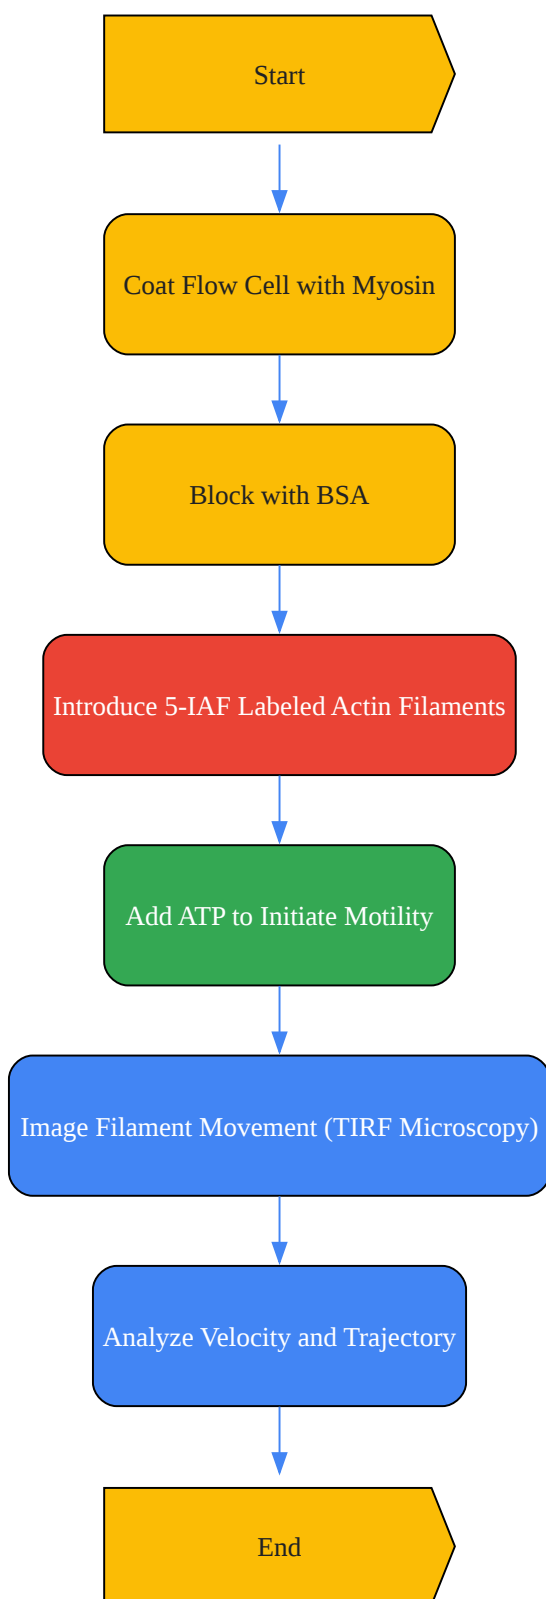 Start
Coat Flow Cell with Myosin
Block with BSA
Introduce 5-IAF Labeled Actin Filaments
Add ATP to Initiate Motility
Image Filament Movement (TIRF Microscopy)
Analyze Velocity and Trajectory
End